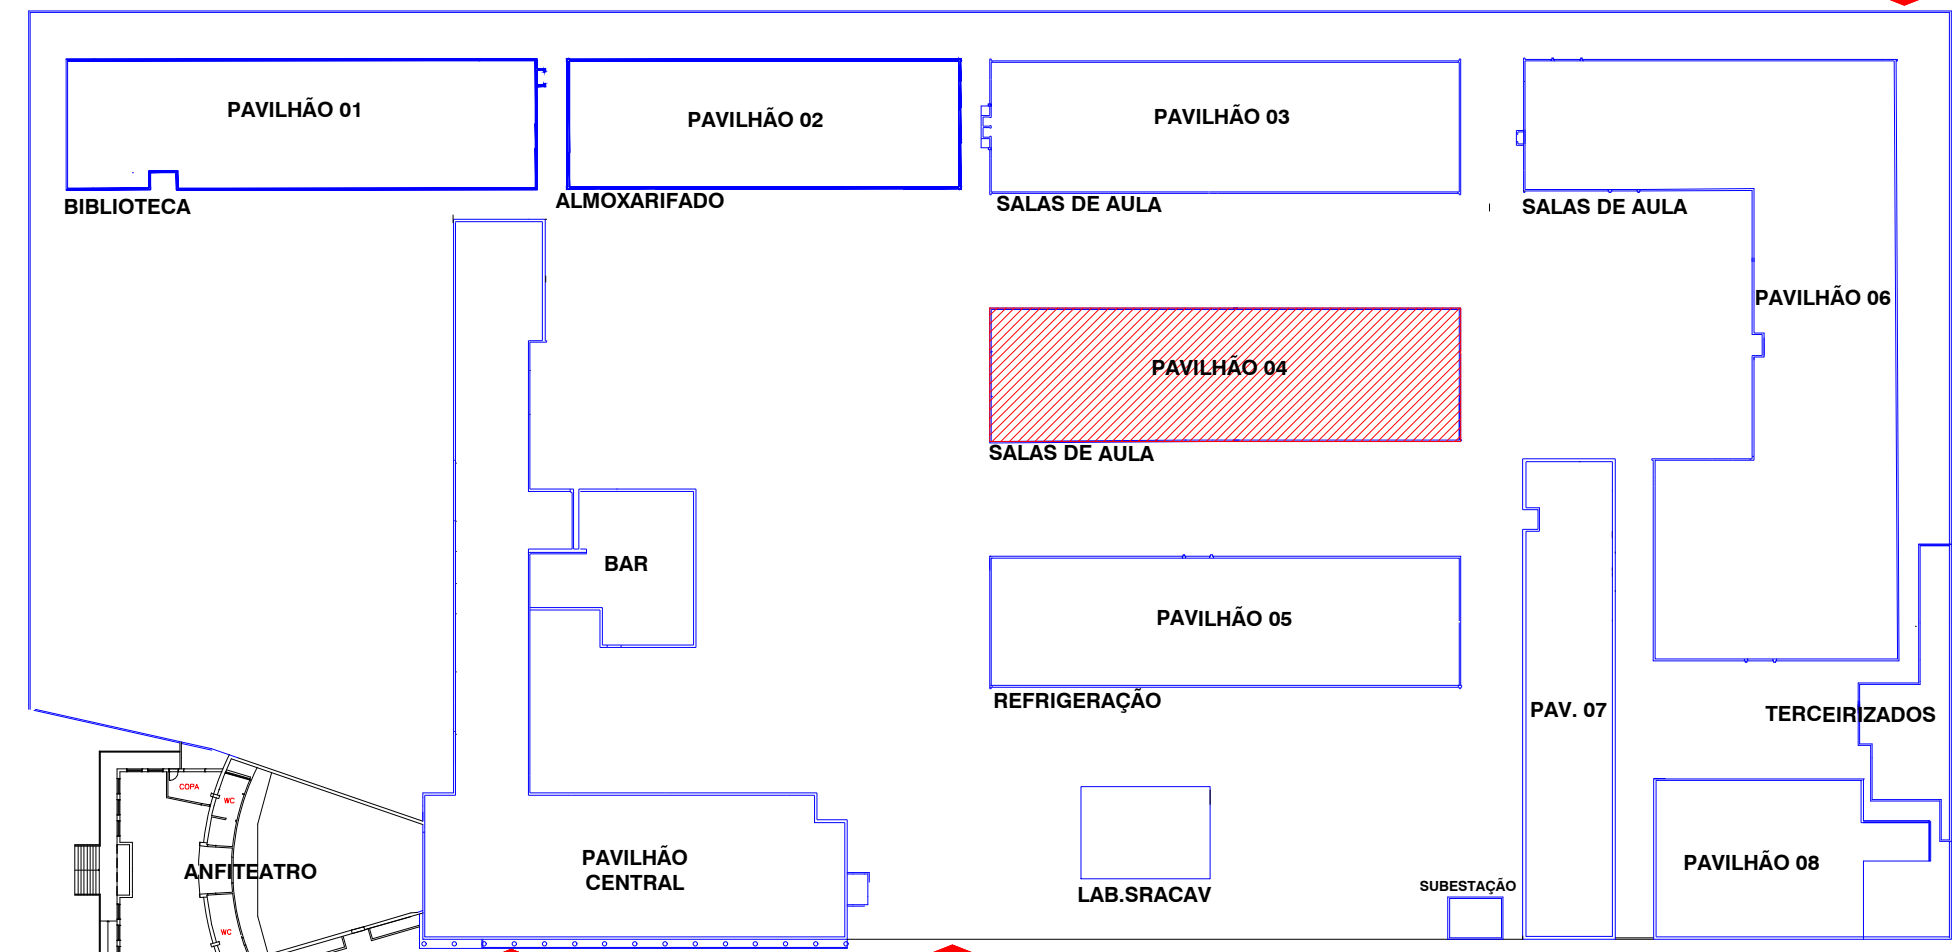 PAVILHÃO 01
PAVILHÃO 02
PAVILHÃO 03
BIBLIOTECA
ALMOXARIFADO
SALAS DE AULA
SALAS DE AULA
PAVILHÃO 06
PAVILHÃO 04
SALAS DE AULA
BAR
PAVILHÃO 05
REFRIGERAÇÃO
PAV. 07
TERCEIRIZADOS
COPA
WC
ANFITEATRO
PAVILHÃO
CENTRAL
LAB.SRACAV
SUBESTAÇÃO
PAVILHÃO 08
WC